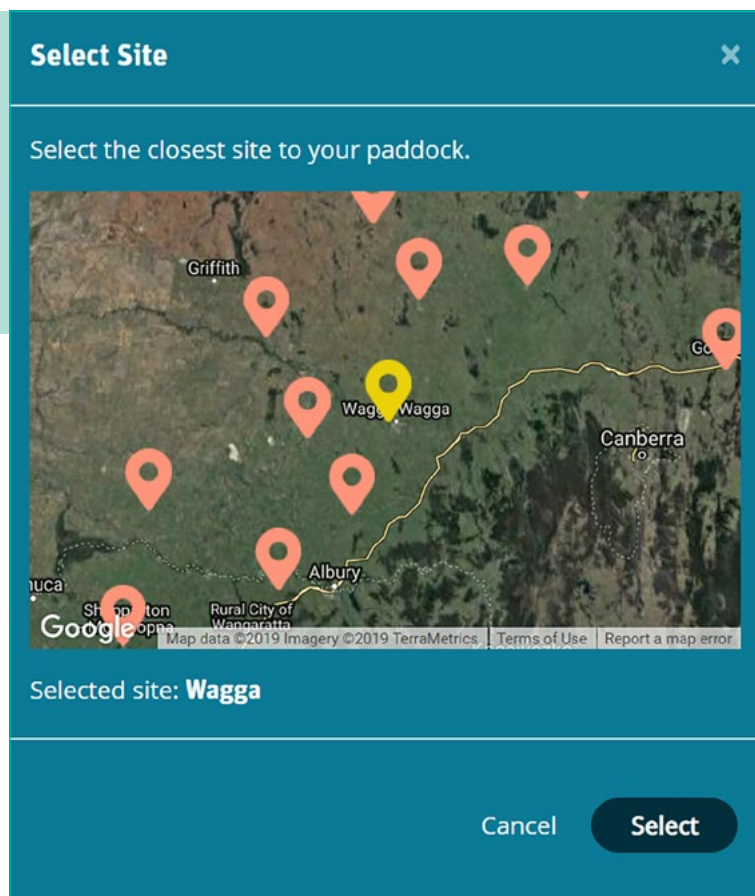 Select Site
×
Select the closest site to your paddock.
Griffith
Wagga Wagga
Canberra
Albury
Rural City of
Wangaratta
Google
Map data ©2019 Imagery ©2019 TerraMetrics
Terms of Use
Report a map error
Selected site: Wagga
Cancel
Select